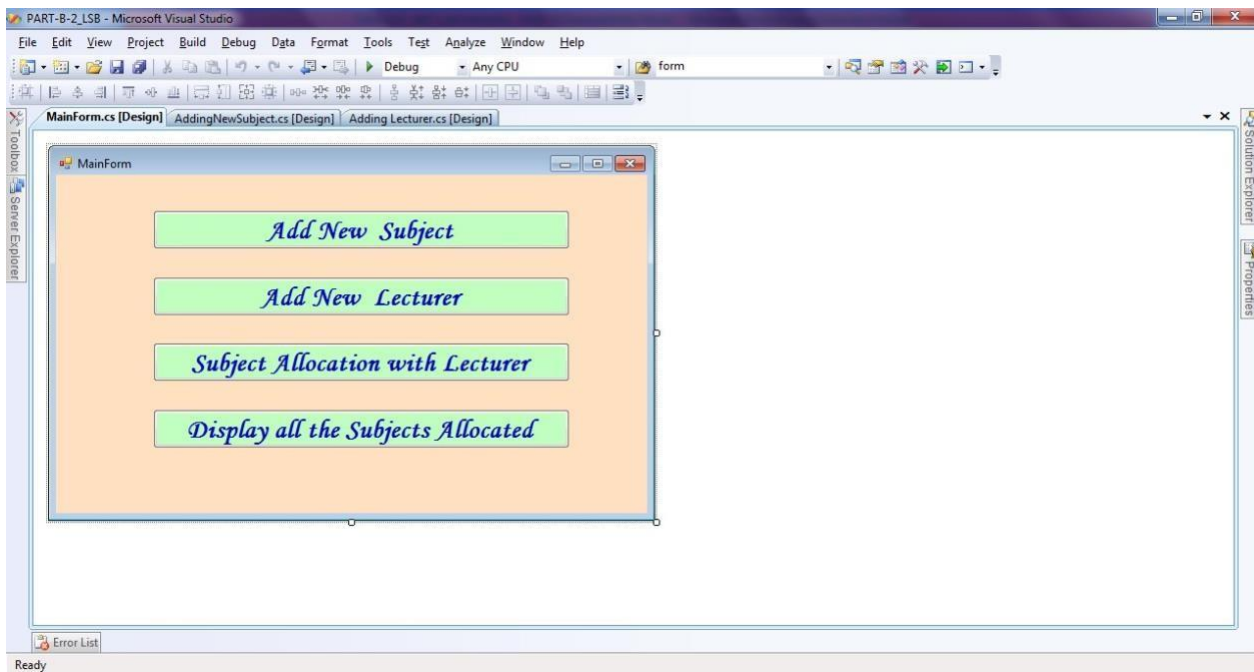 PART-B-2_LSB - Microsoft Visual Studio
File Edit View Project Build Debug Data Format Tools Test Analyze Window Help
Debug Any CPU form
MainForm.cs [Design] AddingNewSubject.cs [Design] Adding Lecturer.cs [Design]
Toolbox
Server Explorer
MainForm
Add New Subject
Add New Lecturer
Subject Allocation with Lecturer
Display all the Subjects Allocated
Solution Explorer
Properties
Error List
Ready